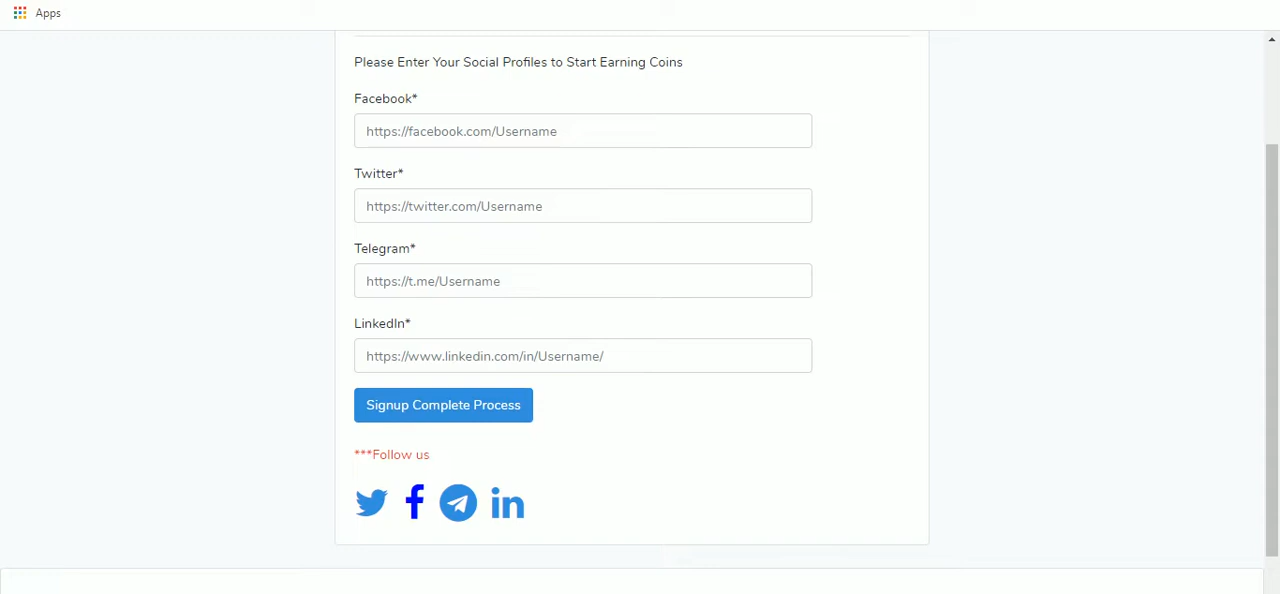 Apps
Please Enter Your Social Profiles to Start Earning Coins
Facebook*
https://facebook.com/Username
Twitter*
https://twitter.com/Username
Telegram*
https://t.me/Username
LinkedIn*
https://www.linkedin.com/in/Username/
Signup Complete Process
***Follow us